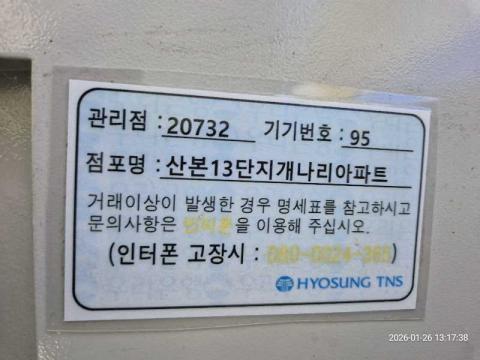 관리점 : 20732 기기번호 : 95
점포명 : 산본13단지개나리아파트
거래이상이 발생한 경우 명세표를 참고하시고
문의사항은 인터폰을 이용해 주십시오.
(인터폰 고장시 : 080-0024-365)
HYOSUNG TNS
2026-01-26 13:17:38